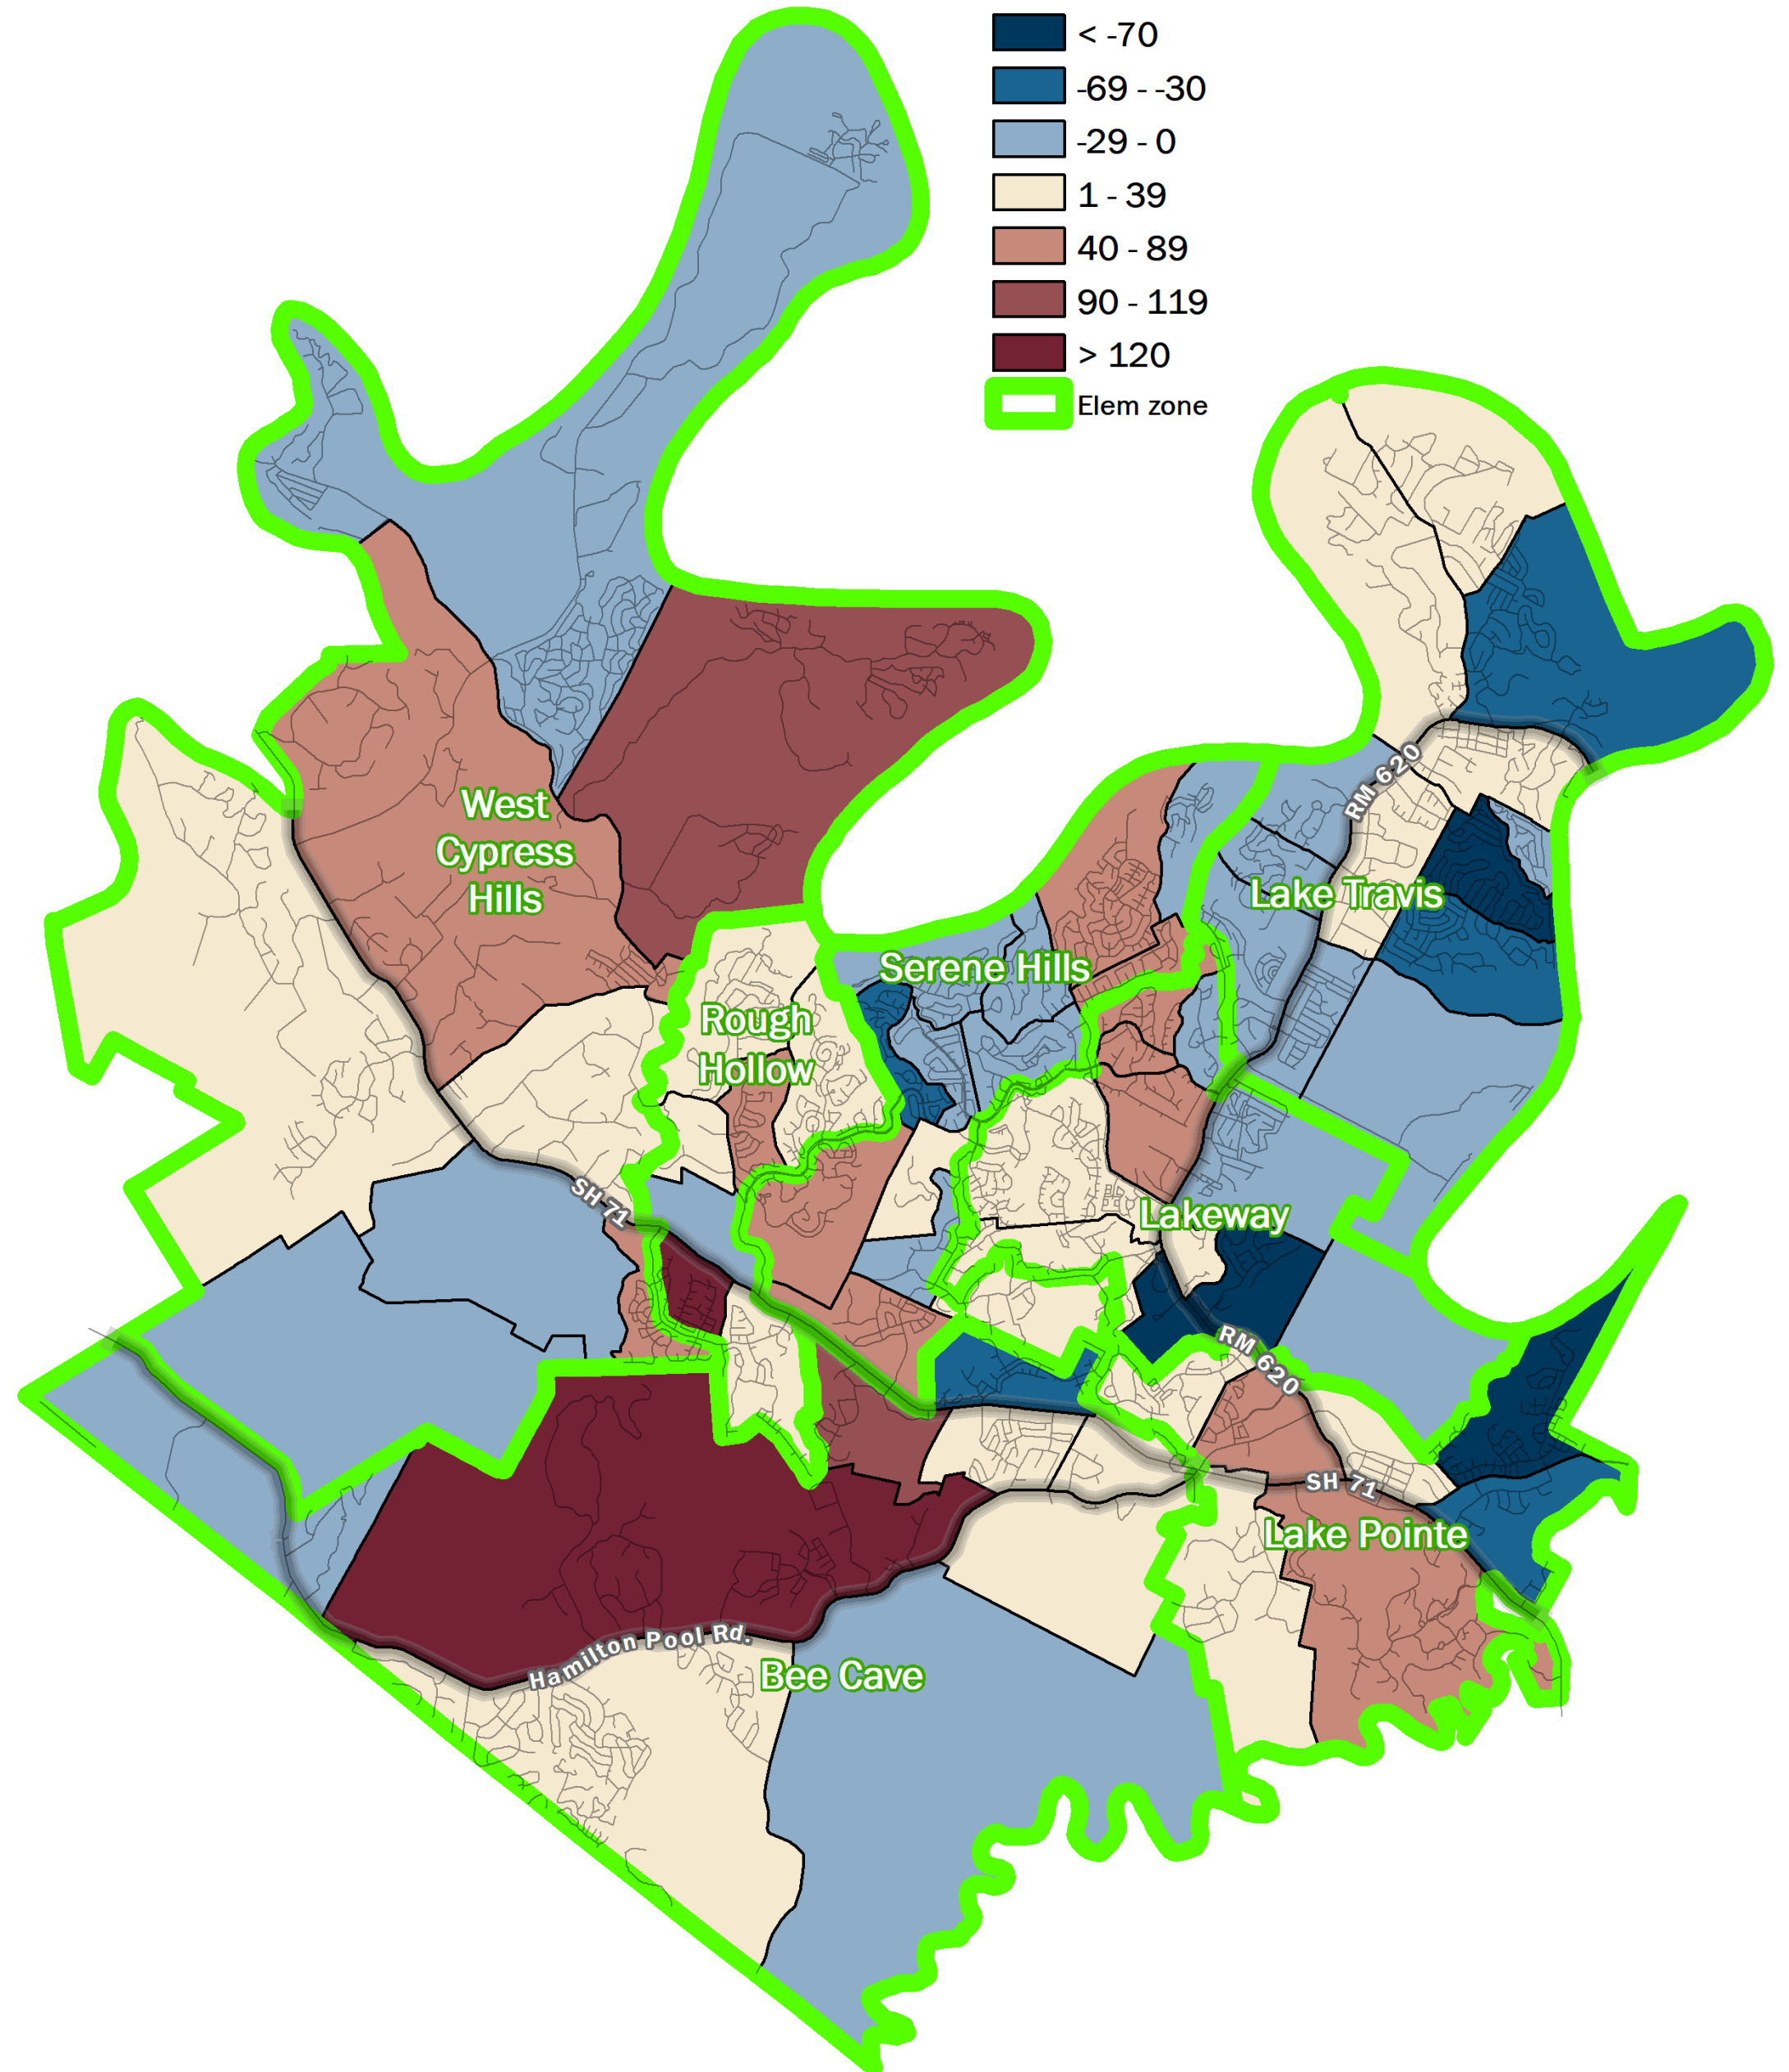 < -70
-69 - -30
-29 - 0
1 - 39
40 - 89
90 - 119
> 120
Elem zone
RM 620
West
Cypress
Hills
Lake Travis
Serene Hills
Rough
Hollow
SH 71
Lakeway
RM 620
SH 71
Lake Pointe
Hamilton Pool Rd.
Bee Cave